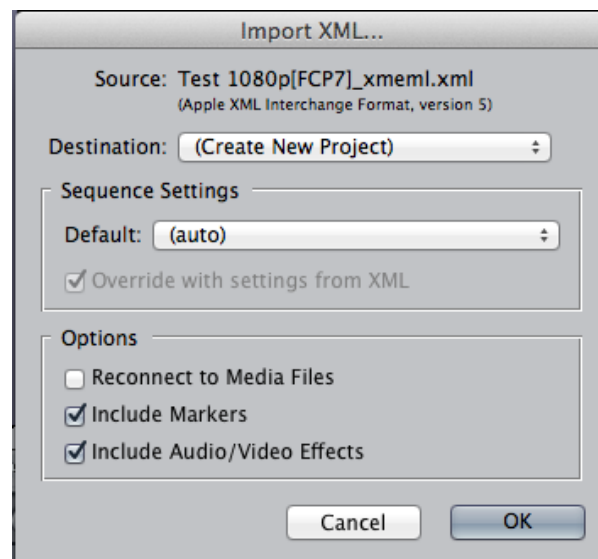 Import XML...
Source: Test 1080p[FCP7]_xmeml.xml
(Apple XML Interchange Format, version 5)
Destination: (Create New Project)
Sequence Settings
Default: (auto)
Override with settings from XML
Options
Reconnect to Media Files
Include Markers
Include Audio/Video Effects
Cancel OK